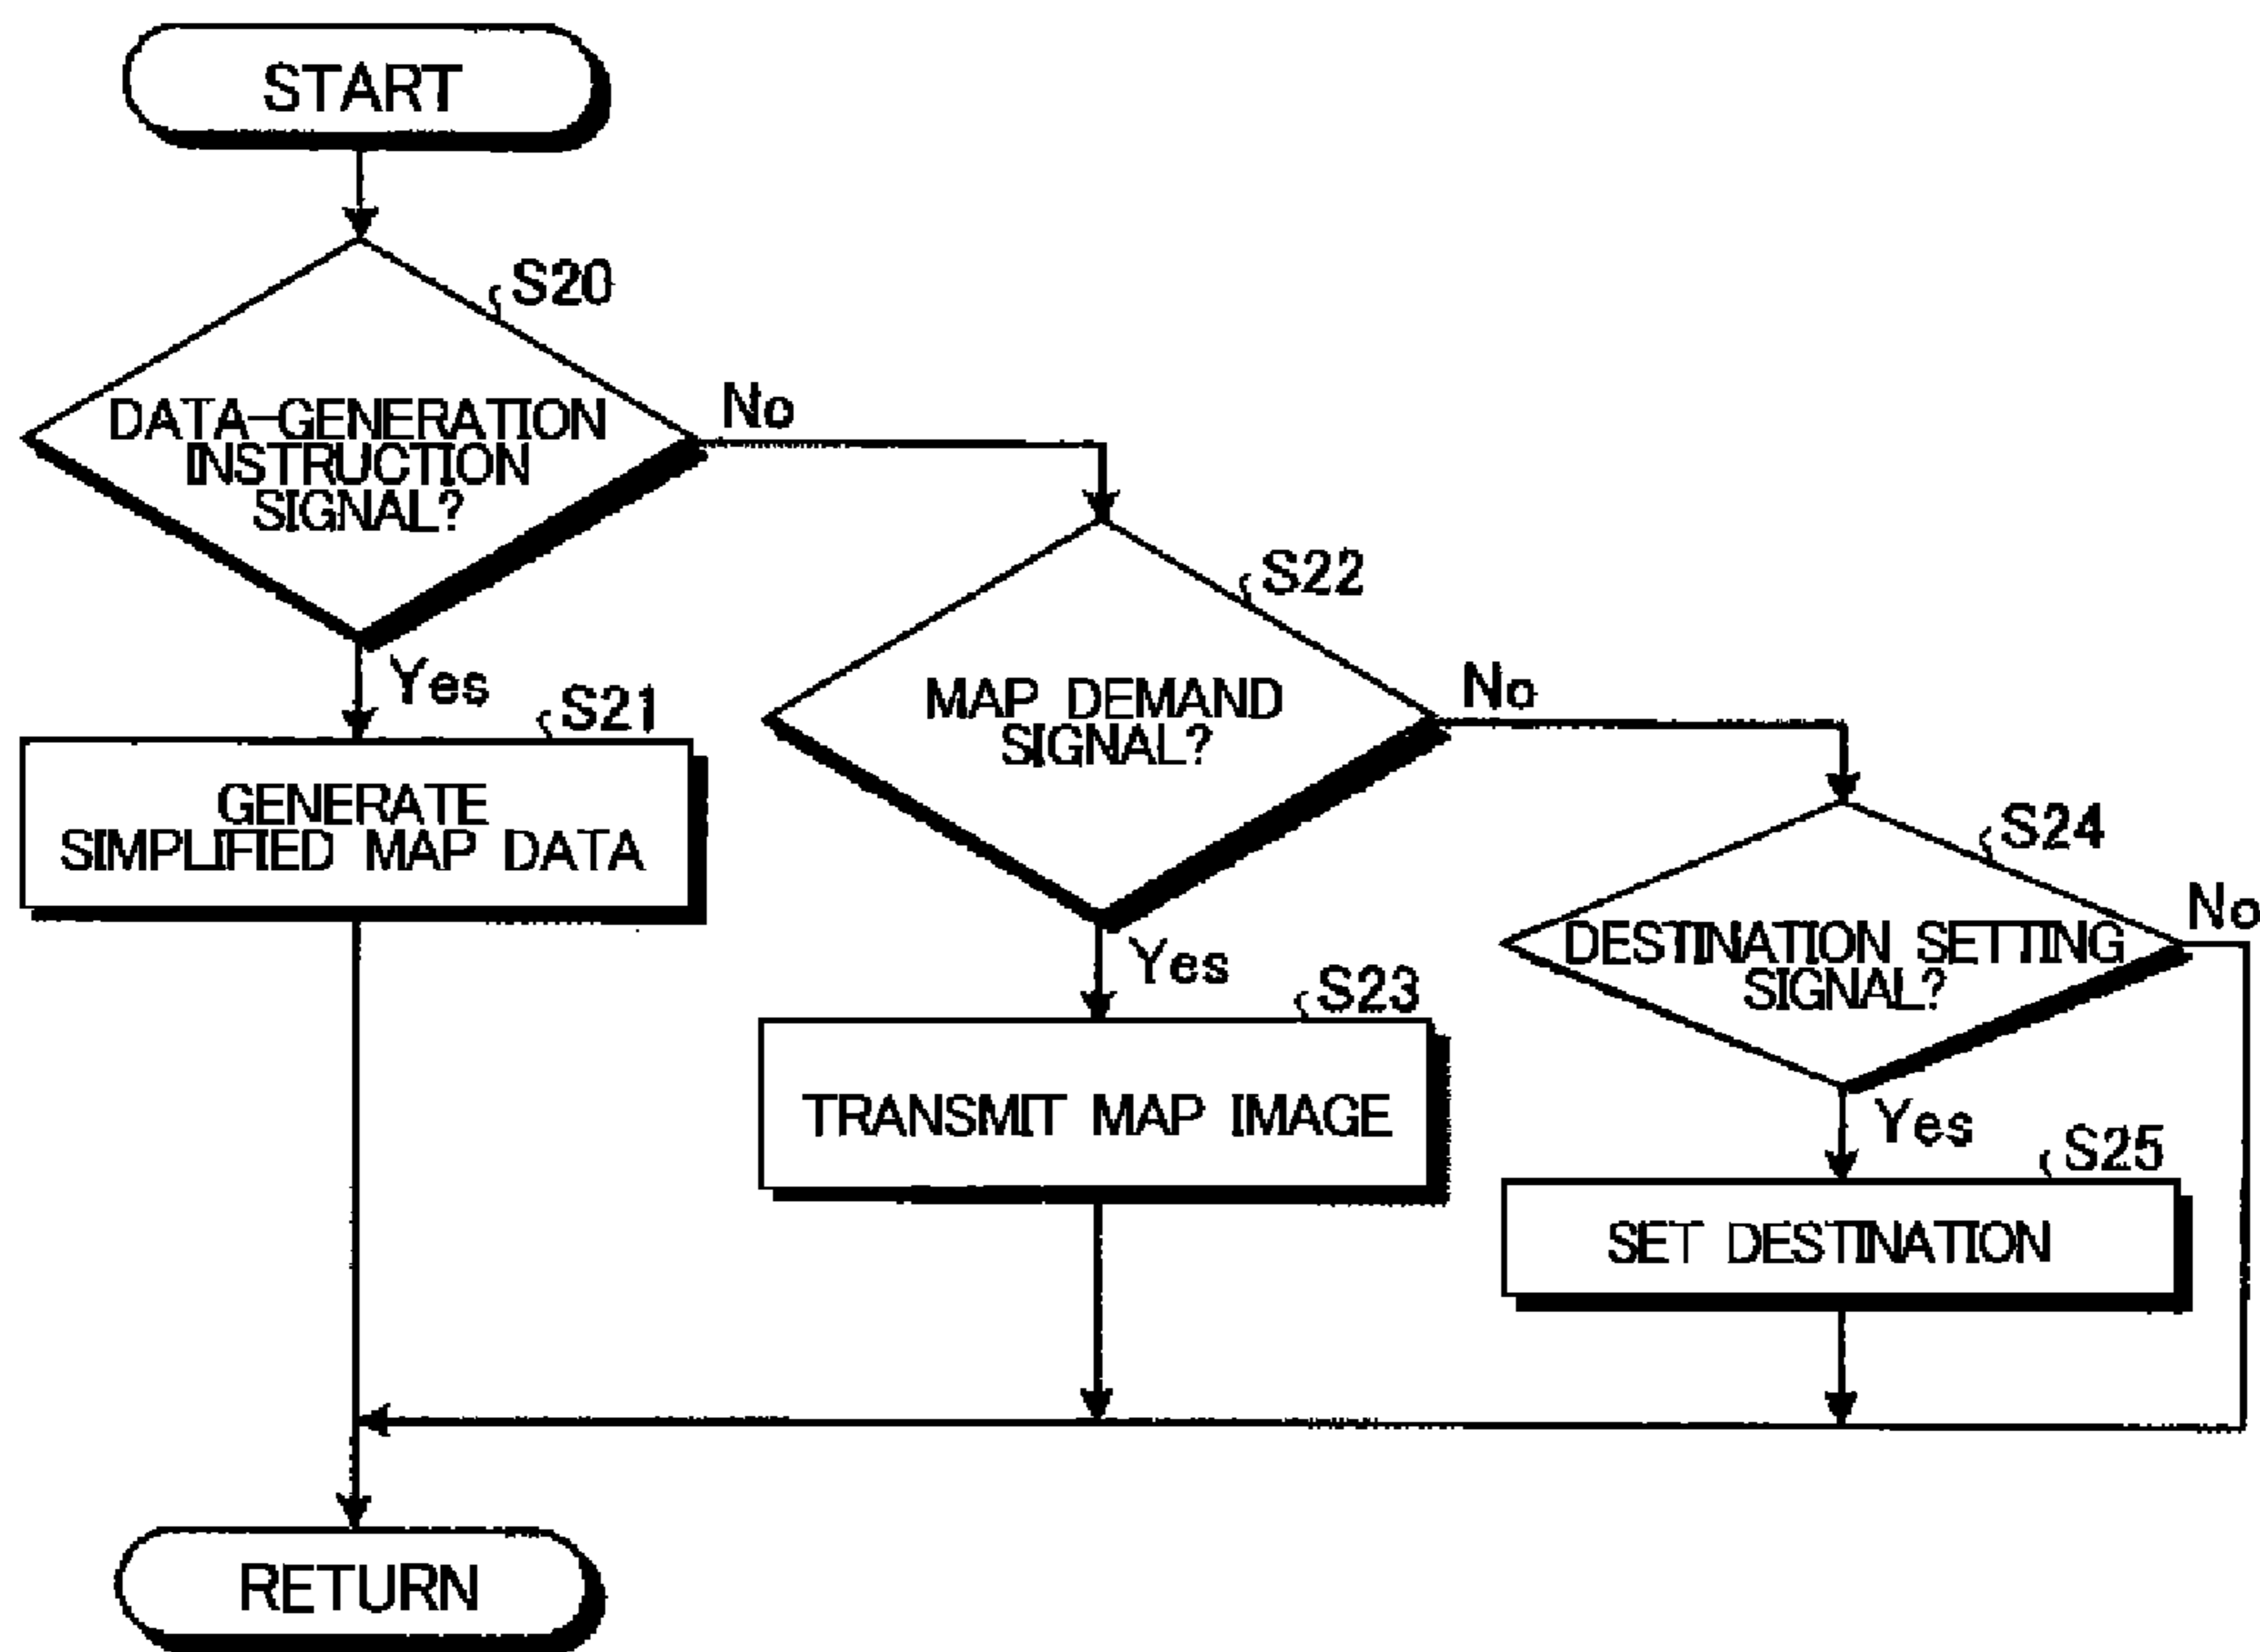 START
S20
DATA-GENERATION
INSTRUCTION
SIGNAL?
No
Yes
S21
GENERATE
SIMPLIFIED MAP DATA
S22
MAP DEMAND
SIGNAL?
No
Yes
S23
TRANSMIT MAP IMAGE
S24
DESTINATION SETTING
SIGNAL?
No
Yes
S25
SET DESTINATION
RETURN